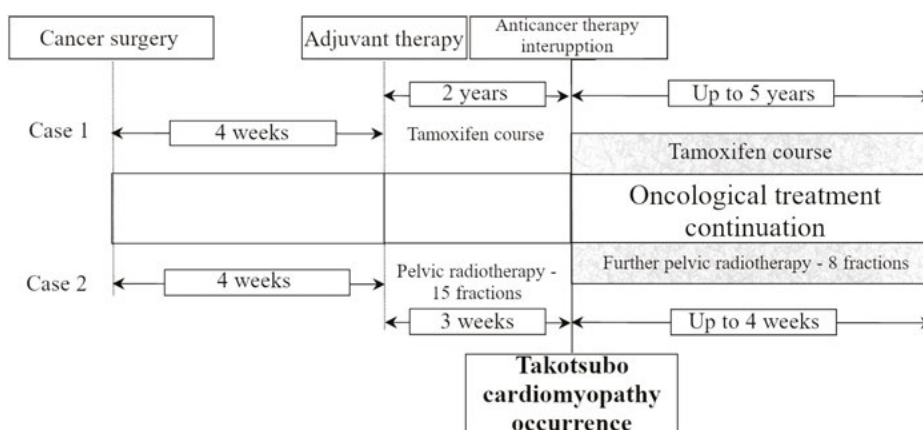 Cancer surgery
Adjuvant therapy
Anticancer therapy
interupption
2 years
Up to 5 years
Case 1
4 weeks
Tamoxifen course
Tamoxifen course
Oncological treatment
continuation
Case 2
4 weeks
Pelvic radiotherapy -
15 fractions
Further pelvic radiotherapy - 8 fractions
3 weeks
Up to 4 weeks
Takotsubo
cardiomyopathy
occurrence